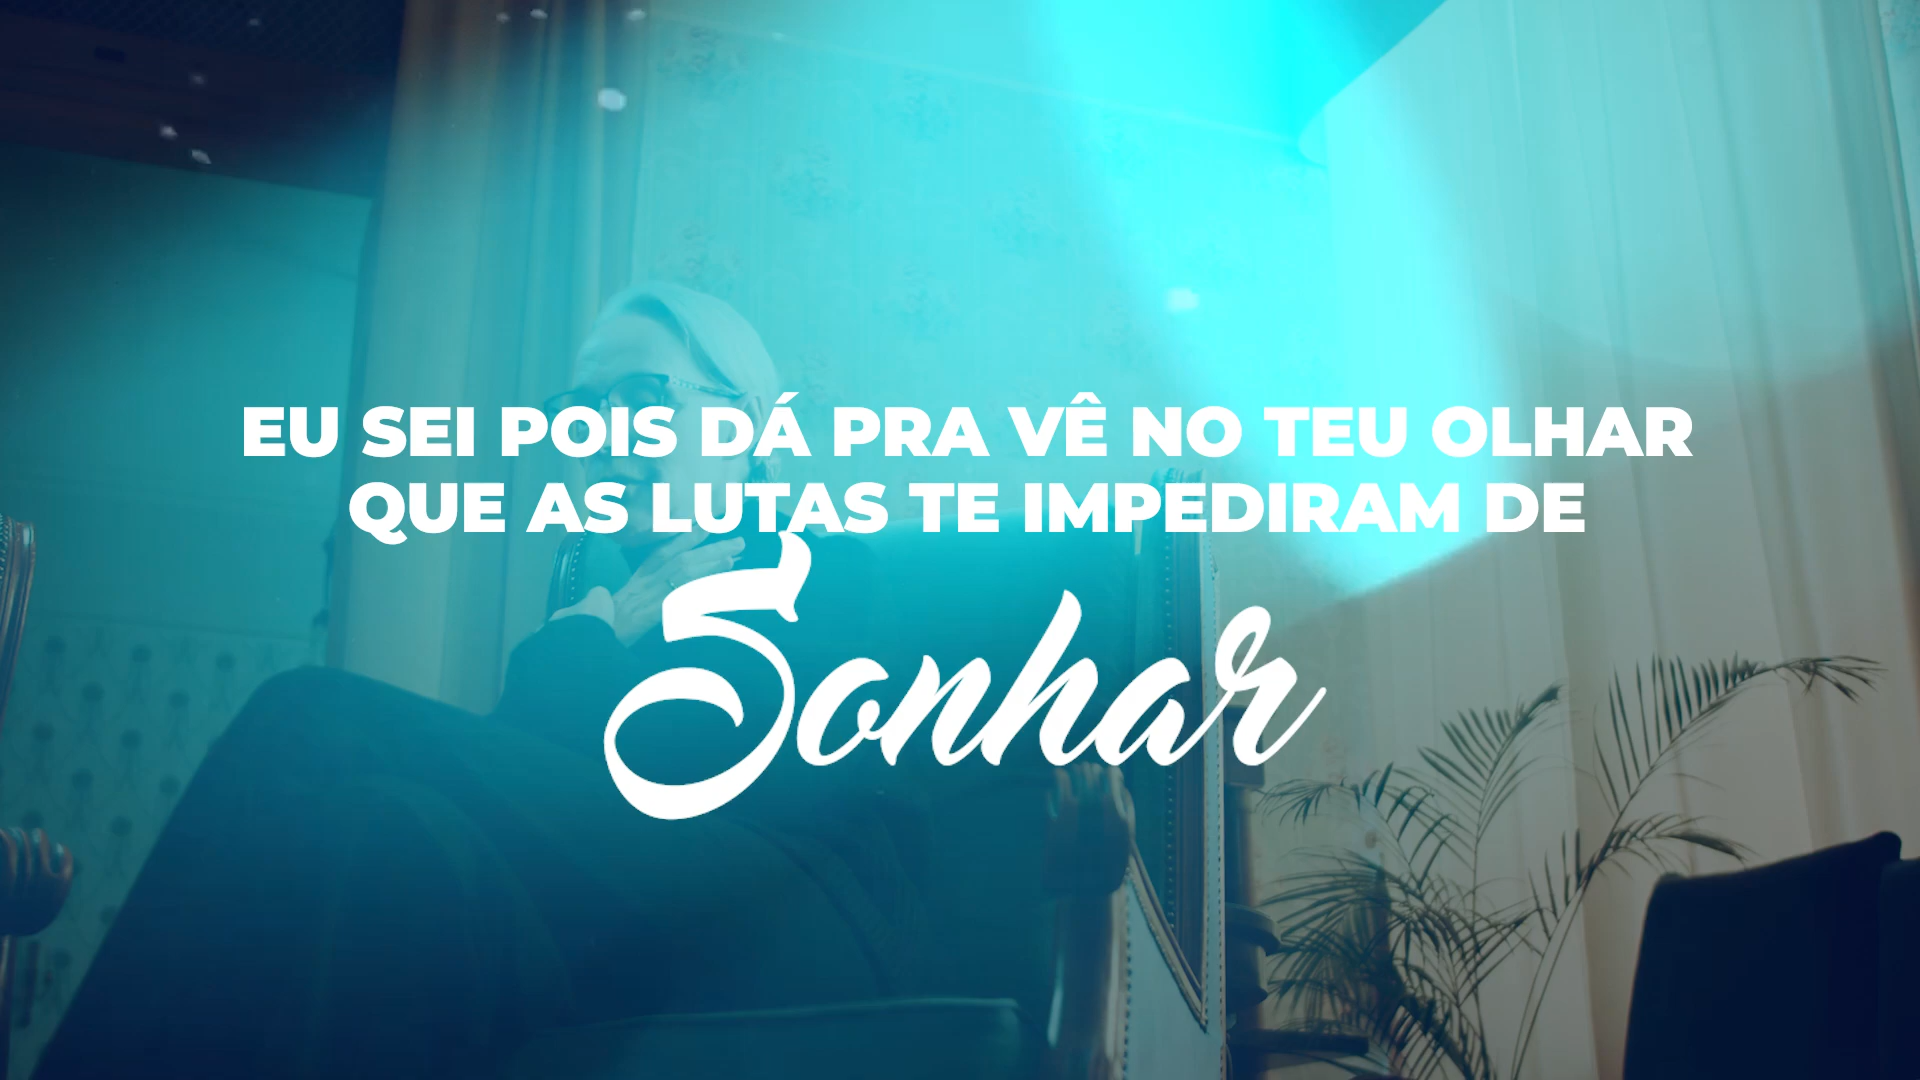 EU SEI POIS DÁ PRA VÊ NO TEU OLHAR
QUE AS LUTAS TE IMPEDIRAM DE
Sonhar